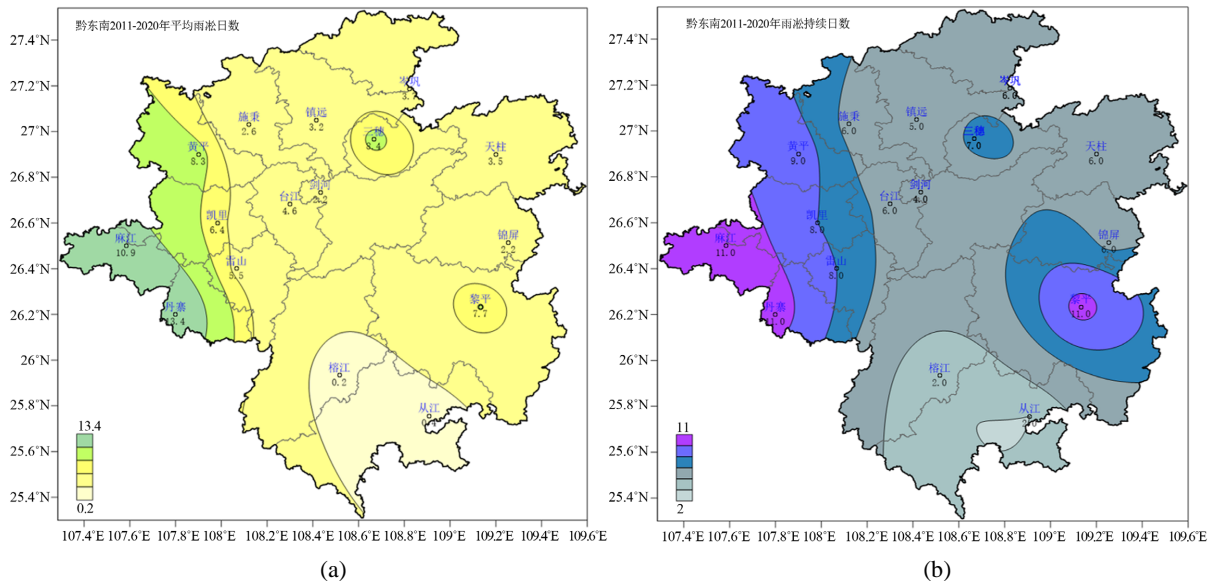 黔东南2011-2020年平均雨凇日数
27.4°N
27.2°N
27°N
26.8°N
26.6°N
26.4°N
26.2°N
26°N
25.8°N
25.6°N
25.4°N
岑巩
施秉
2.6
镇远
3.2
穗
黄平
8.3
天柱
3.5
剑河
台江
4.6
凯里
6.4
锦屏
麻江
10.9
雷山
5.5
黎平
7.7
丹寨
13.4
榕江
0.2
从江
13.4
0.2
107.4°E 107.6°E 107.8°E 108°E 108.2°E 108.4°E 108.6°E 108.8°E 109°E 109.2°E 109.4°E 109.6°E
(a)
黔东南2011-2020年雨凇持续日数
27.4°N
27.2°N
27°N
26.8°N
26.6°N
26.4°N
26.2°N
26°N
25.8°N
25.6°N
25.4°N
岑巩
6.0
施秉
6.0
镇远
5.0
三穗
7.0
黄平
9.0
天柱
6.0
剑河
4.0
台江
6.0
凯里
8.0
锦屏
6.0
麻江
11.0
雷山
8.0
黎平
11.0
丹寨
11.0
榕江
2.0
从江
11
2
107.4°E 107.6°E 107.8°E 108°E 108.2°E 108.4°E 108.6°E 108.8°E 109°E 109.2°E 109.4°E 109.6°E
(b)